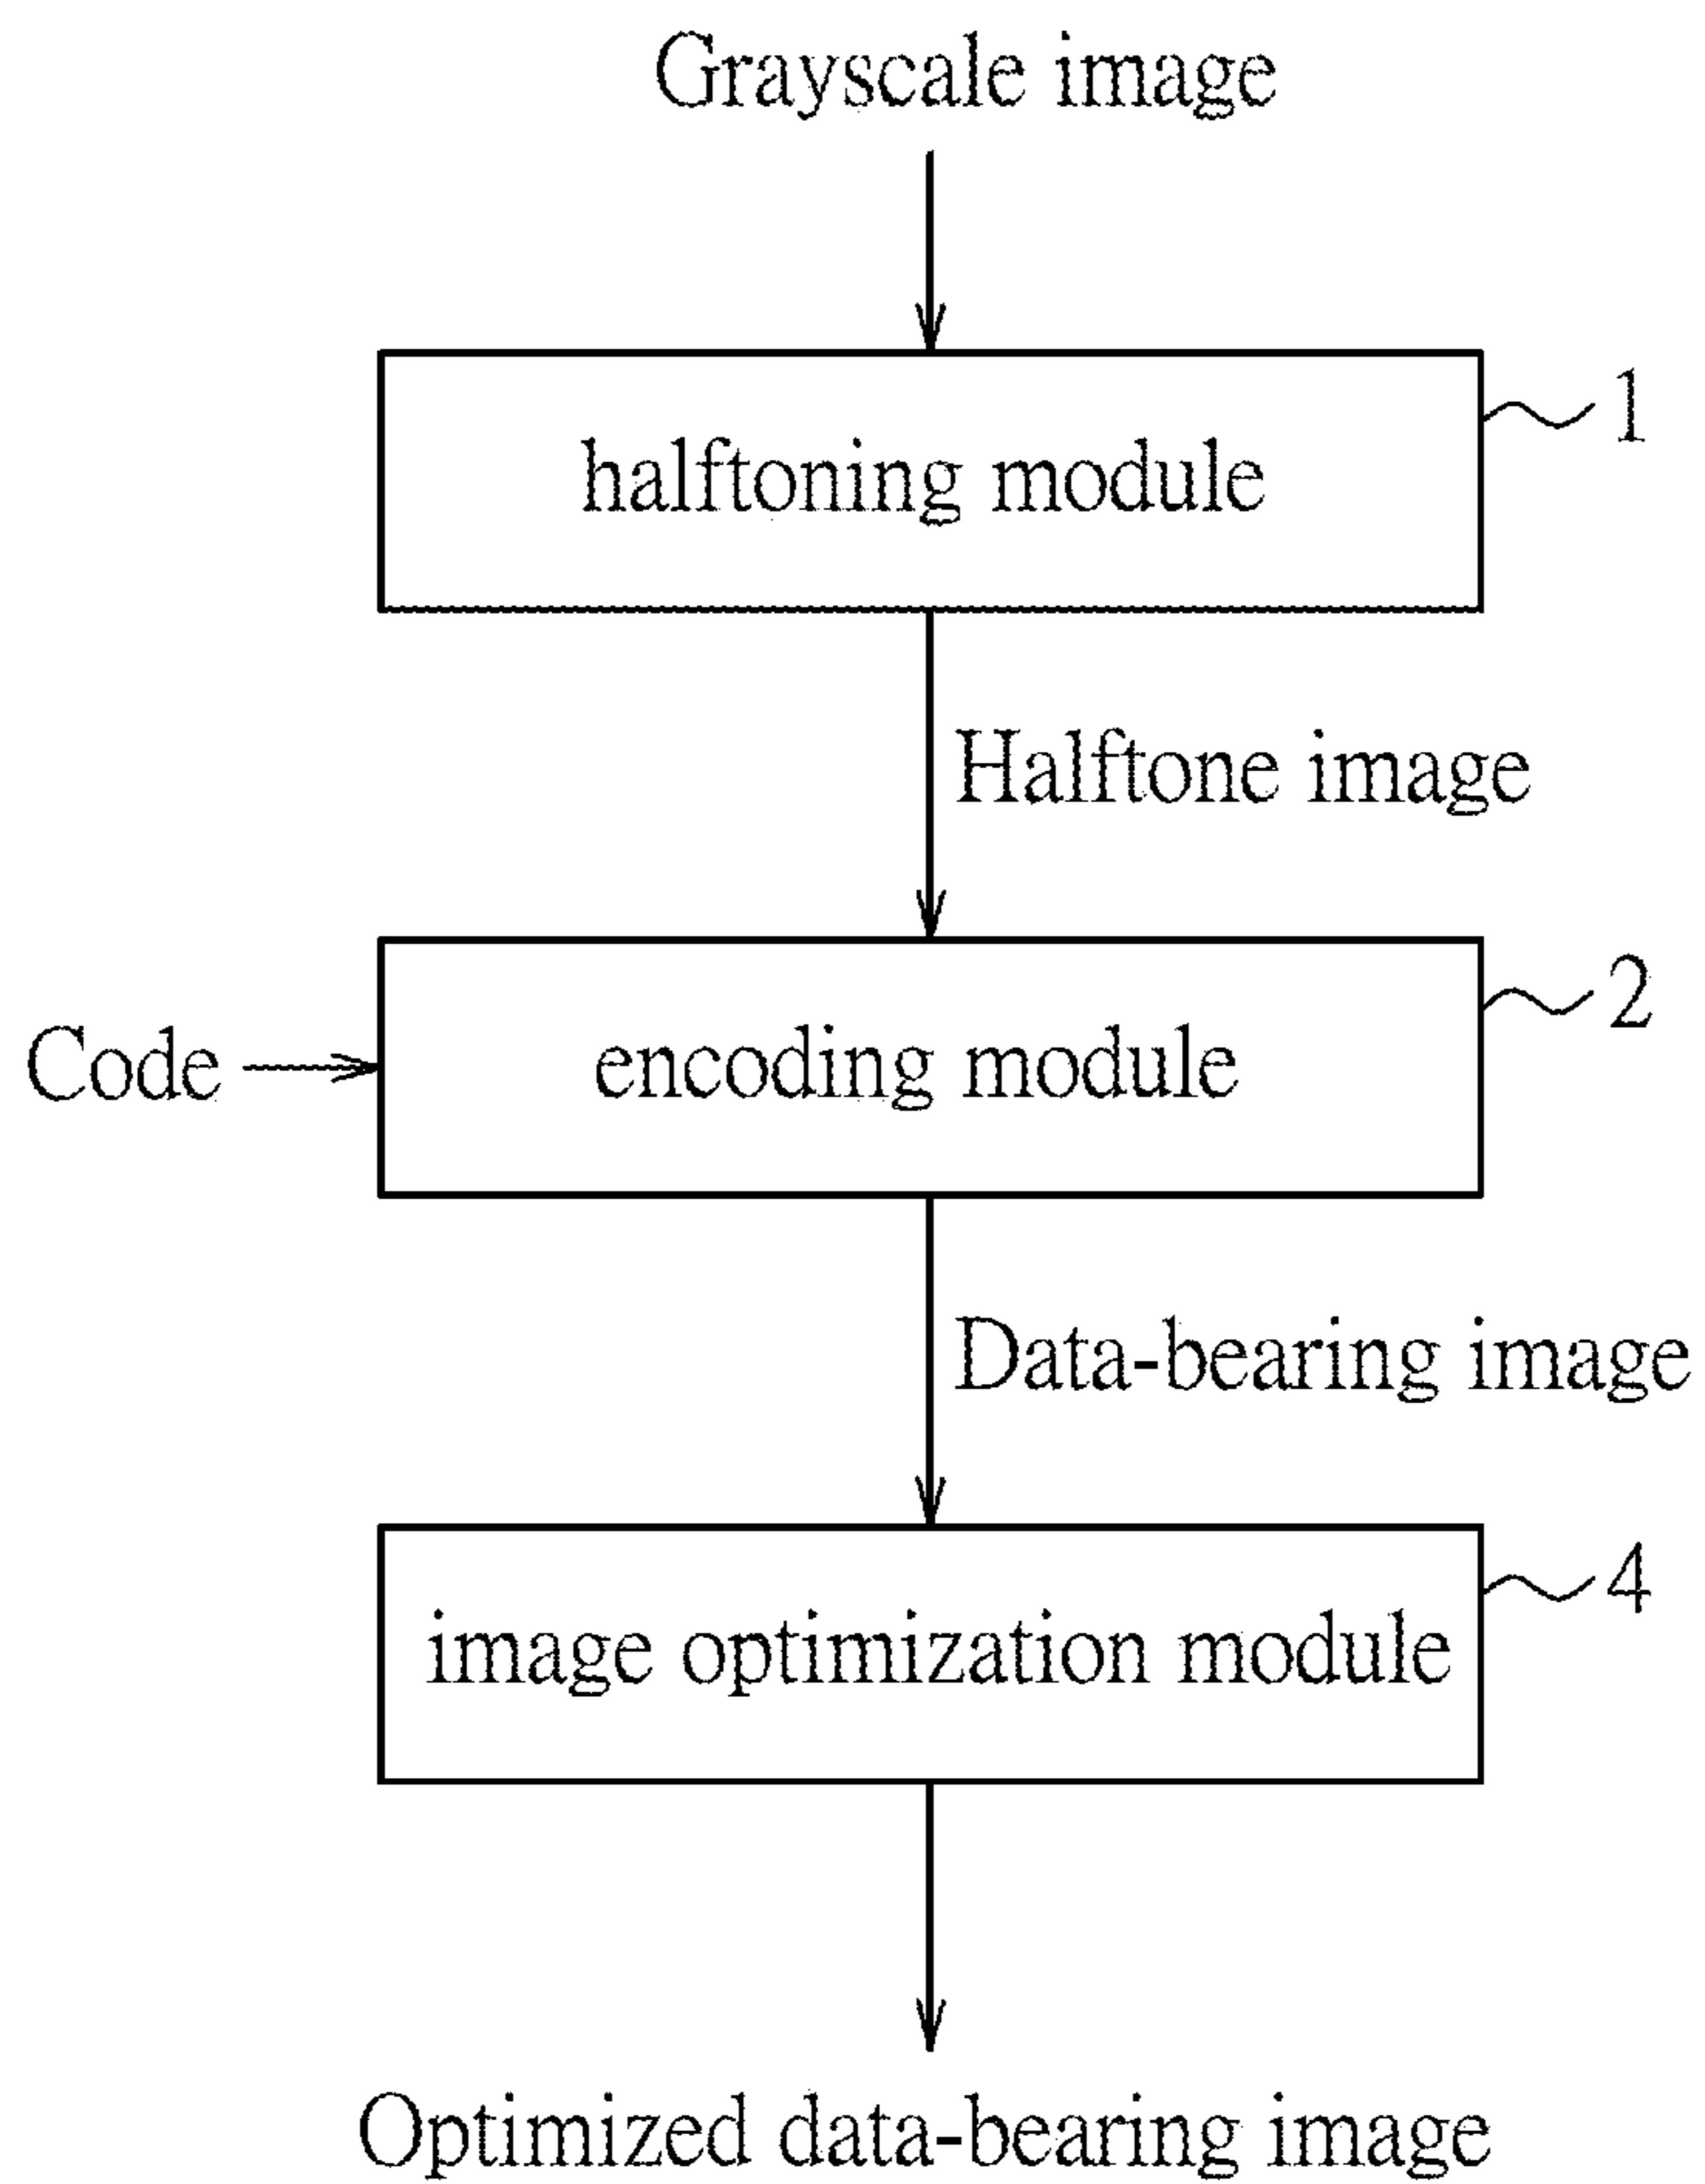 Grayscale image
halftoning module
1
Halftone image
encoding module
2
Code
Data-bearing image
image optimization module
4
Optimized data-bearing image